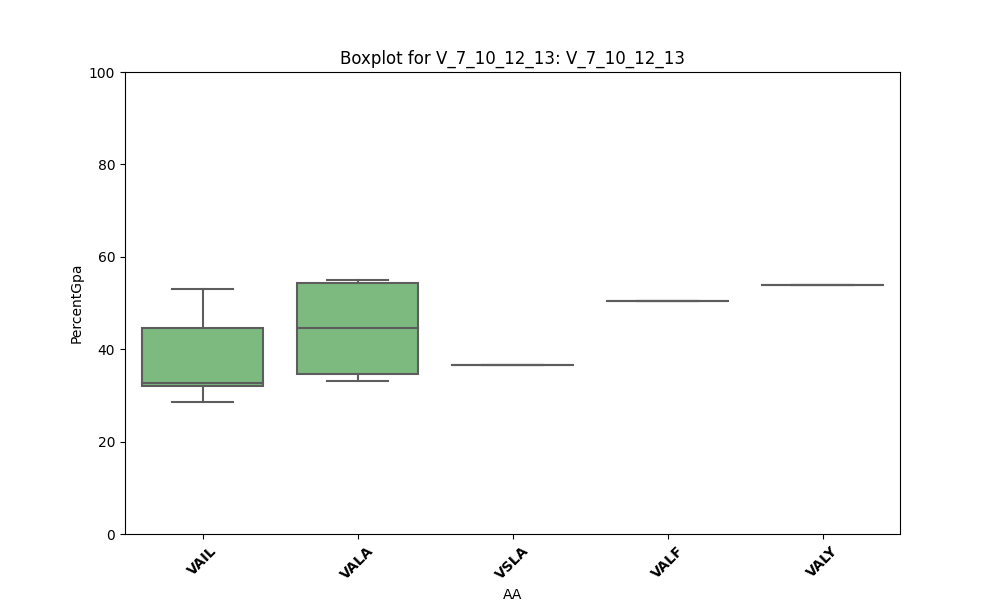 Boxplot for V_7_10_12_13: V_7_10_12_13
100
80
60
40
20
0
PercentGpa
VAIL
VALA
VSLA
VALF
VALY
AA